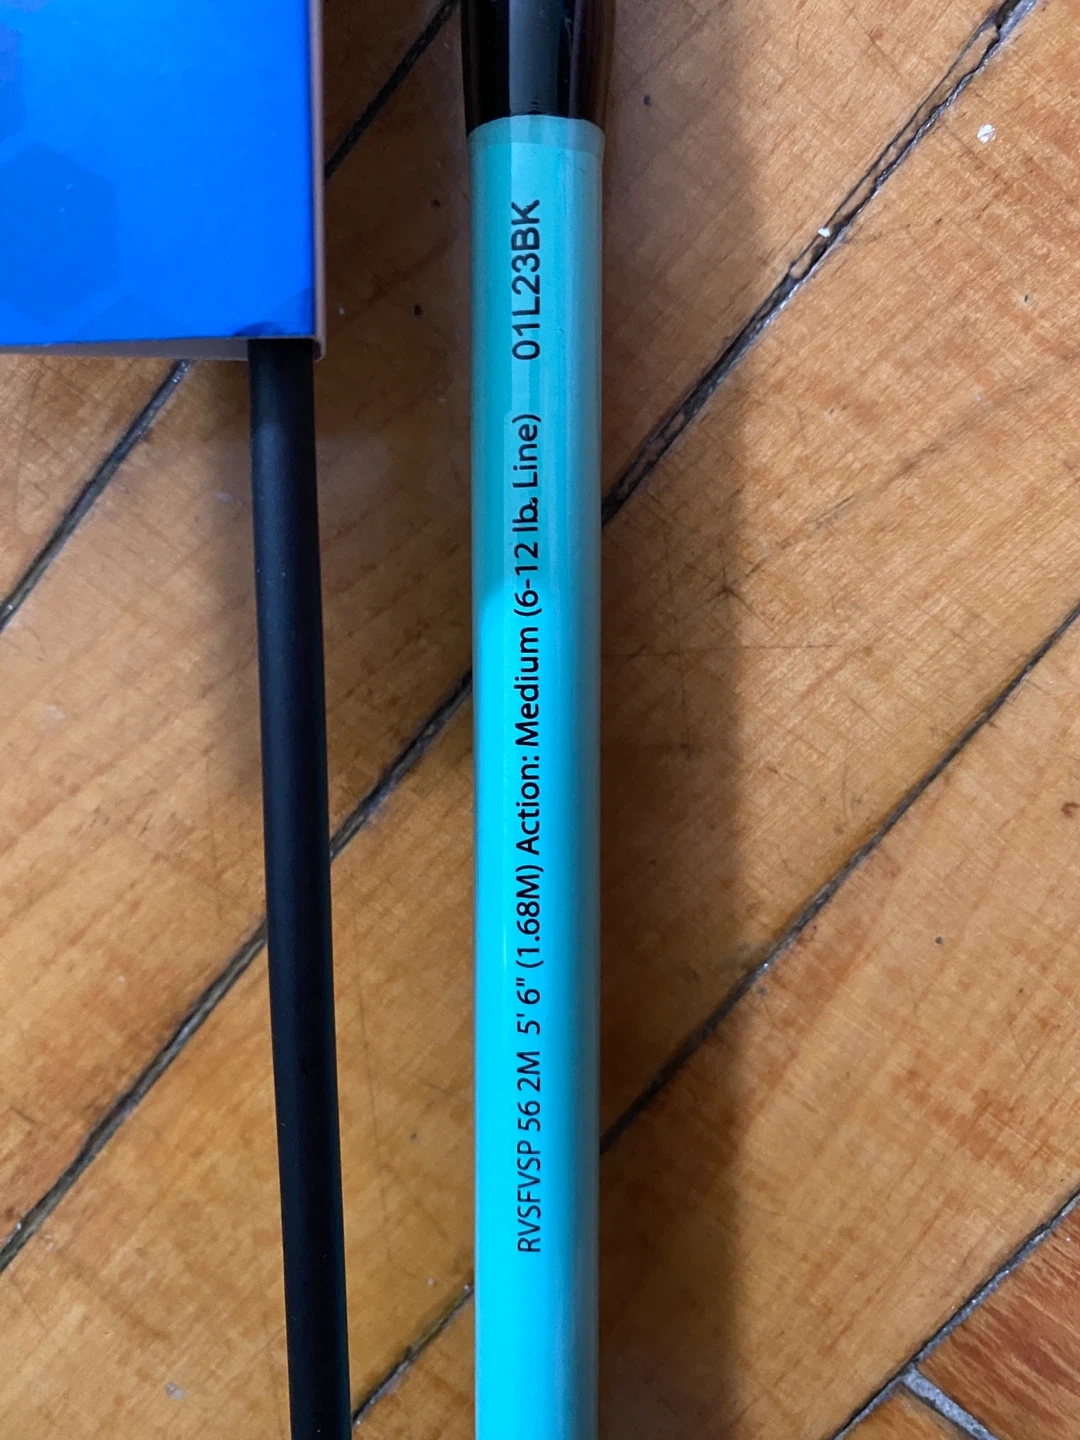 RVSFVSP 56 2M 5' 6" (1.68M) Action: Medium (6-12 lb. Line) 01L23BK